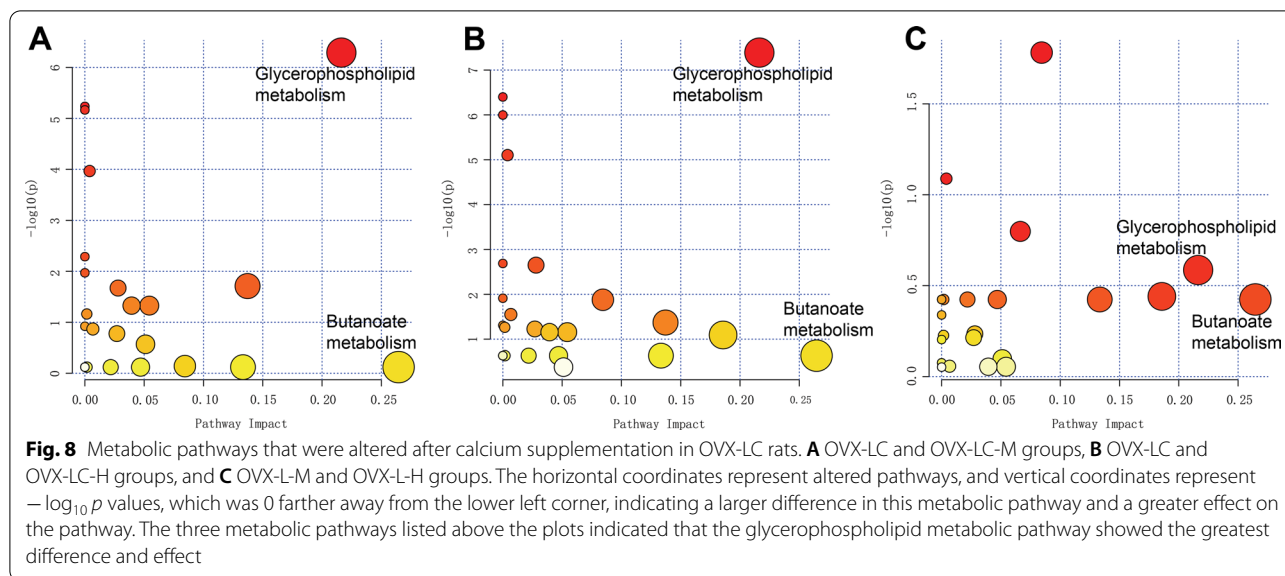 A
B
C
Glycerophospholipid
metabolism
Butanoate
metabolism
-log10(p)
0
1
2
3
4
5
6
0.00 0.05 0.10 0.15 0.20 0.25
Pathway Impact
Glycerophospholipid
metabolism
Butanoate
metabolism
-log10(p)
1
2
3
4
5
6
7
0.00 0.05 0.10 0.15 0.20 0.25
Pathway Impact
Glycerophospholipid
metabolism
Butanoate
metabolism
-log10(p)
0.0
0.5
1.0
1.5
0.00 0.05 0.10 0.15 0.20 0.25
Pathway Impact
Fig. 8 Metabolic pathways that were altered after calcium supplementation in OVX-LC rats. A OVX-LC and OVX-LC-M groups, B OVX-LC and
OVX-LC-H groups, and C OVX-L-M and OVX-L-H groups. The horizontal coordinates represent altered pathways, and vertical coordinates represent
− log10 p values, which was 0 farther away from the lower left corner, indicating a larger difference in this metabolic pathway and a greater effect on
the pathway. The three metabolic pathways listed above the plots indicated that the glycerophospholipid metabolic pathway showed the greatest
difference and effect